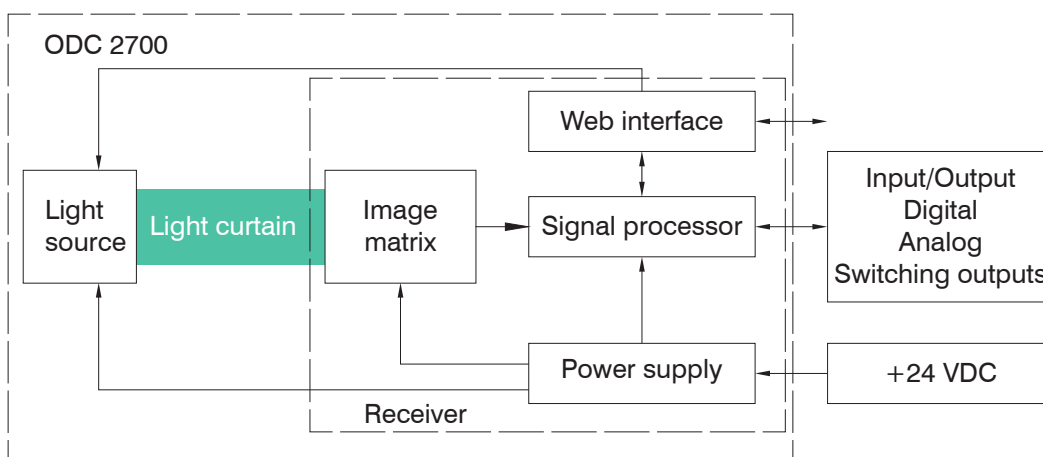 ODC 2700
Web interface
Light
source
Light curtain
Image
matrix
Signal processor
Input/Output
Digital
Analog
Switching outputs
Power supply
+24 VDC
Receiver